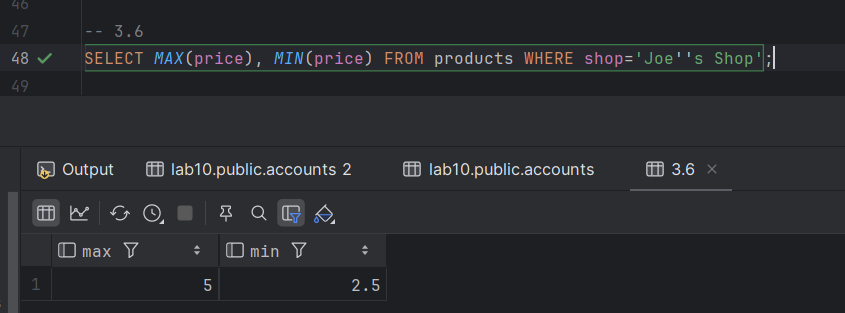 46
47 -- 3.6
48 SELECT MAX(price), MIN(price) FROM products WHERE shop='Joe''s Shop';
49
Output lab10.public.accounts 2 lab10.public.accounts 3.6
max min
1 5 2.5